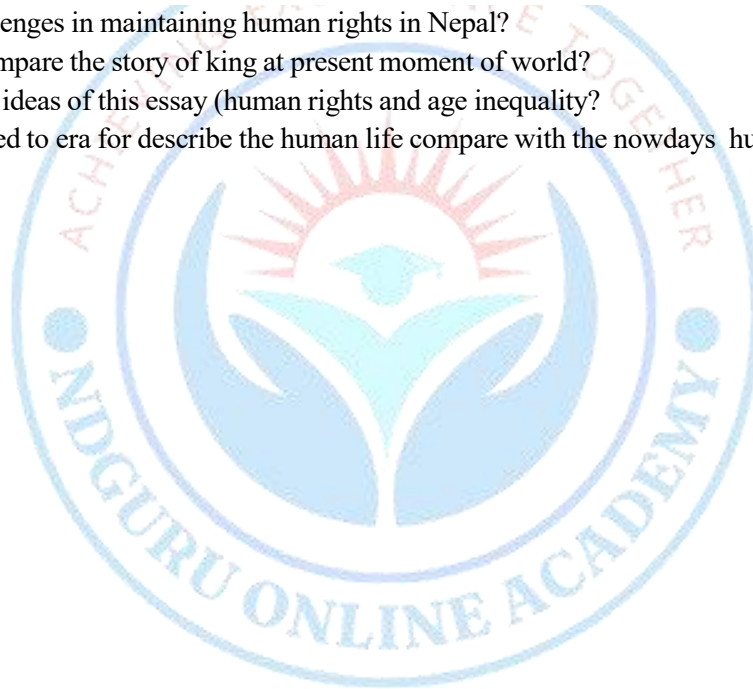 enges in maintaining human rights in Nepal?
mpare the story of king at present moment of world?
ideas of this essay (human rights and age inequality?
ed to era for describe the human life compare with the nowdays hu
ACHIEVING
TOGETHER
NDGURU ONLINE ACADEMY